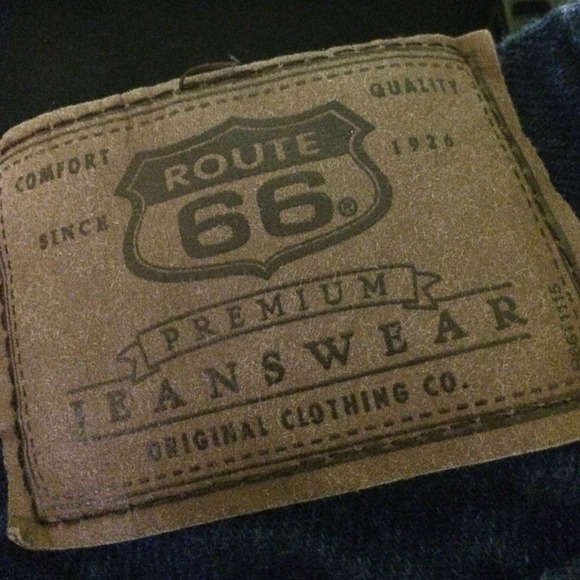 COMFORT QUALITY
ROUTE
SINCE 66® 1926
PREMIUM
JEANSWEAR
ORIGINAL CLOTHING CO.